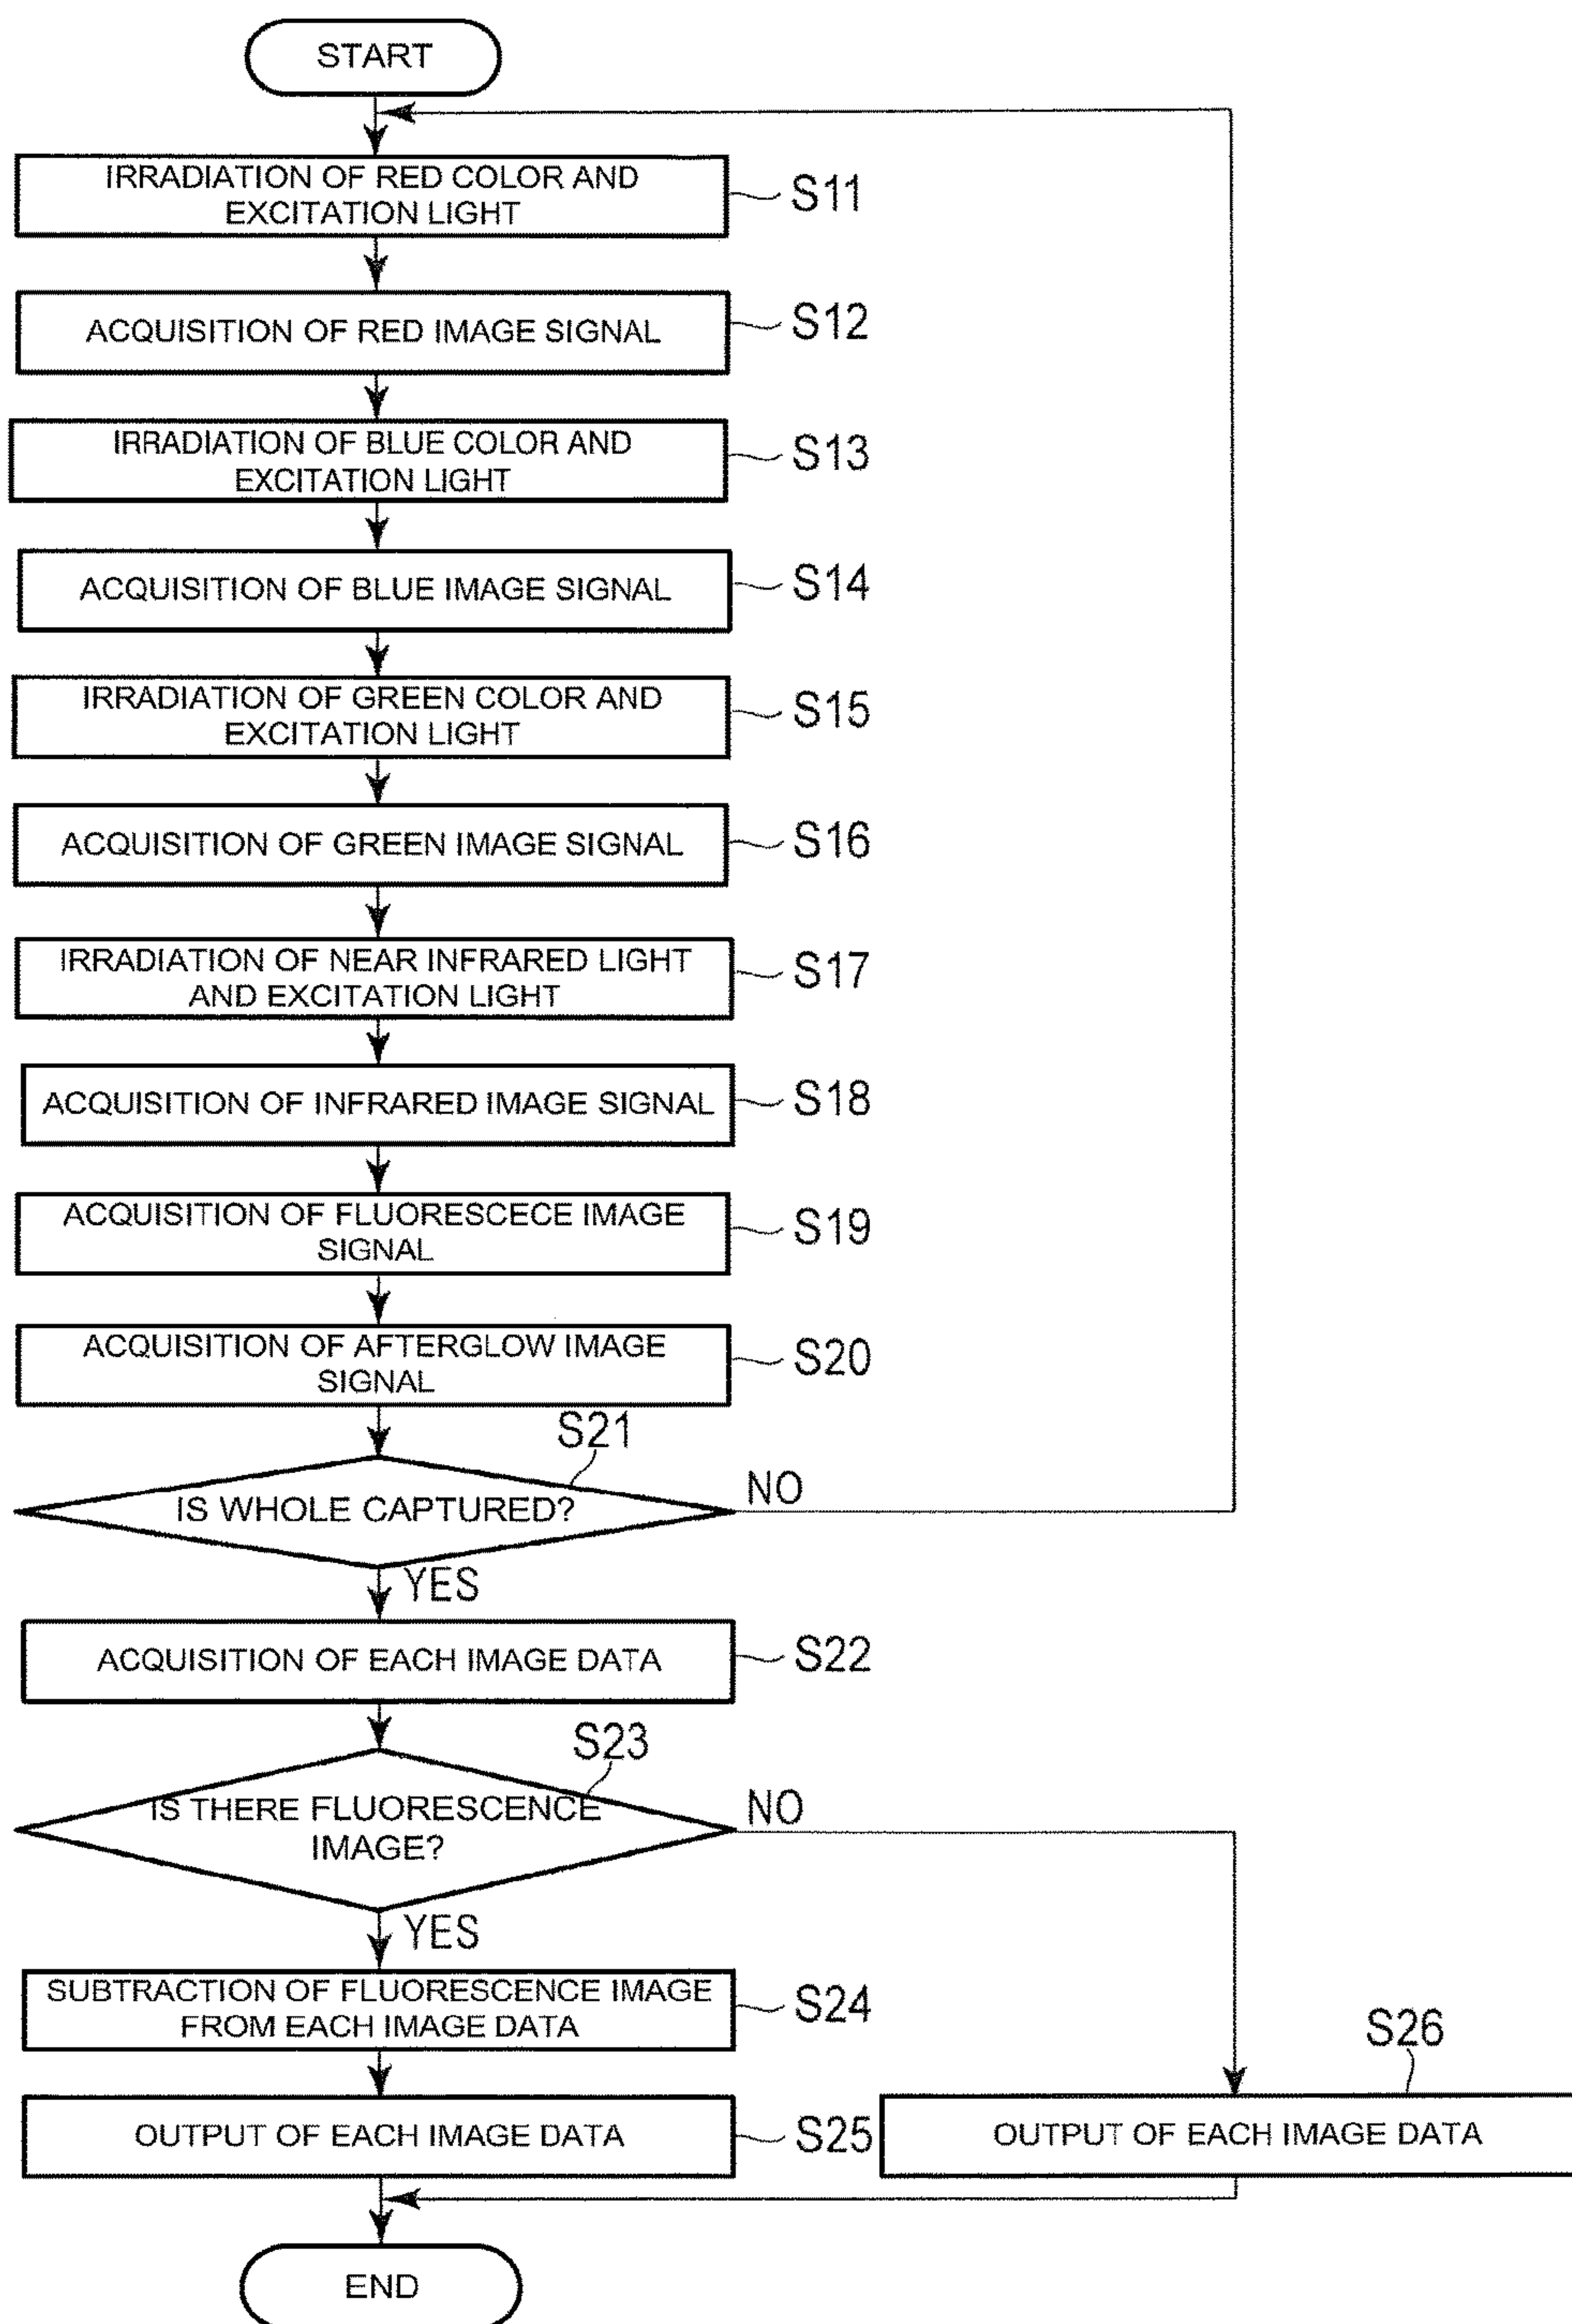 START
IRRADIATION OF RED COLOR AND
EXCITATION LIGHT
S11
ACQUISITION OF RED IMAGE SIGNAL
S12
IRRADIATION OF BLUE COLOR AND
EXCITATION LIGHT
S13
ACQUISITION OF BLUE IMAGE SIGNAL
S14
IRRADIATION OF GREEN COLOR AND
EXCITATION LIGHT
S15
ACQUISITION OF GREEN IMAGE SIGNAL
S16
IRRADIATION OF NEAR INFRARED LIGHT
AND EXCITATION LIGHT
S17
ACQUISITION OF INFRARED IMAGE SIGNAL
S18
ACQUISITION OF FLUORESCECE IMAGE
SIGNAL
S19
ACQUISITION OF AFTERGLOW IMAGE
SIGNAL
S20
S21
IS WHOLE CAPTURED?
NO
YES
ACQUISITION OF EACH IMAGE DATA
S22
S23
IS THERE FLUORESCENCE
IMAGE?
NO
YES
SUBTRACTION OF FLUORESCENCE IMAGE
FROM EACH IMAGE DATA
S24
OUTPUT OF EACH IMAGE DATA
S25
S26
OUTPUT OF EACH IMAGE DATA
END